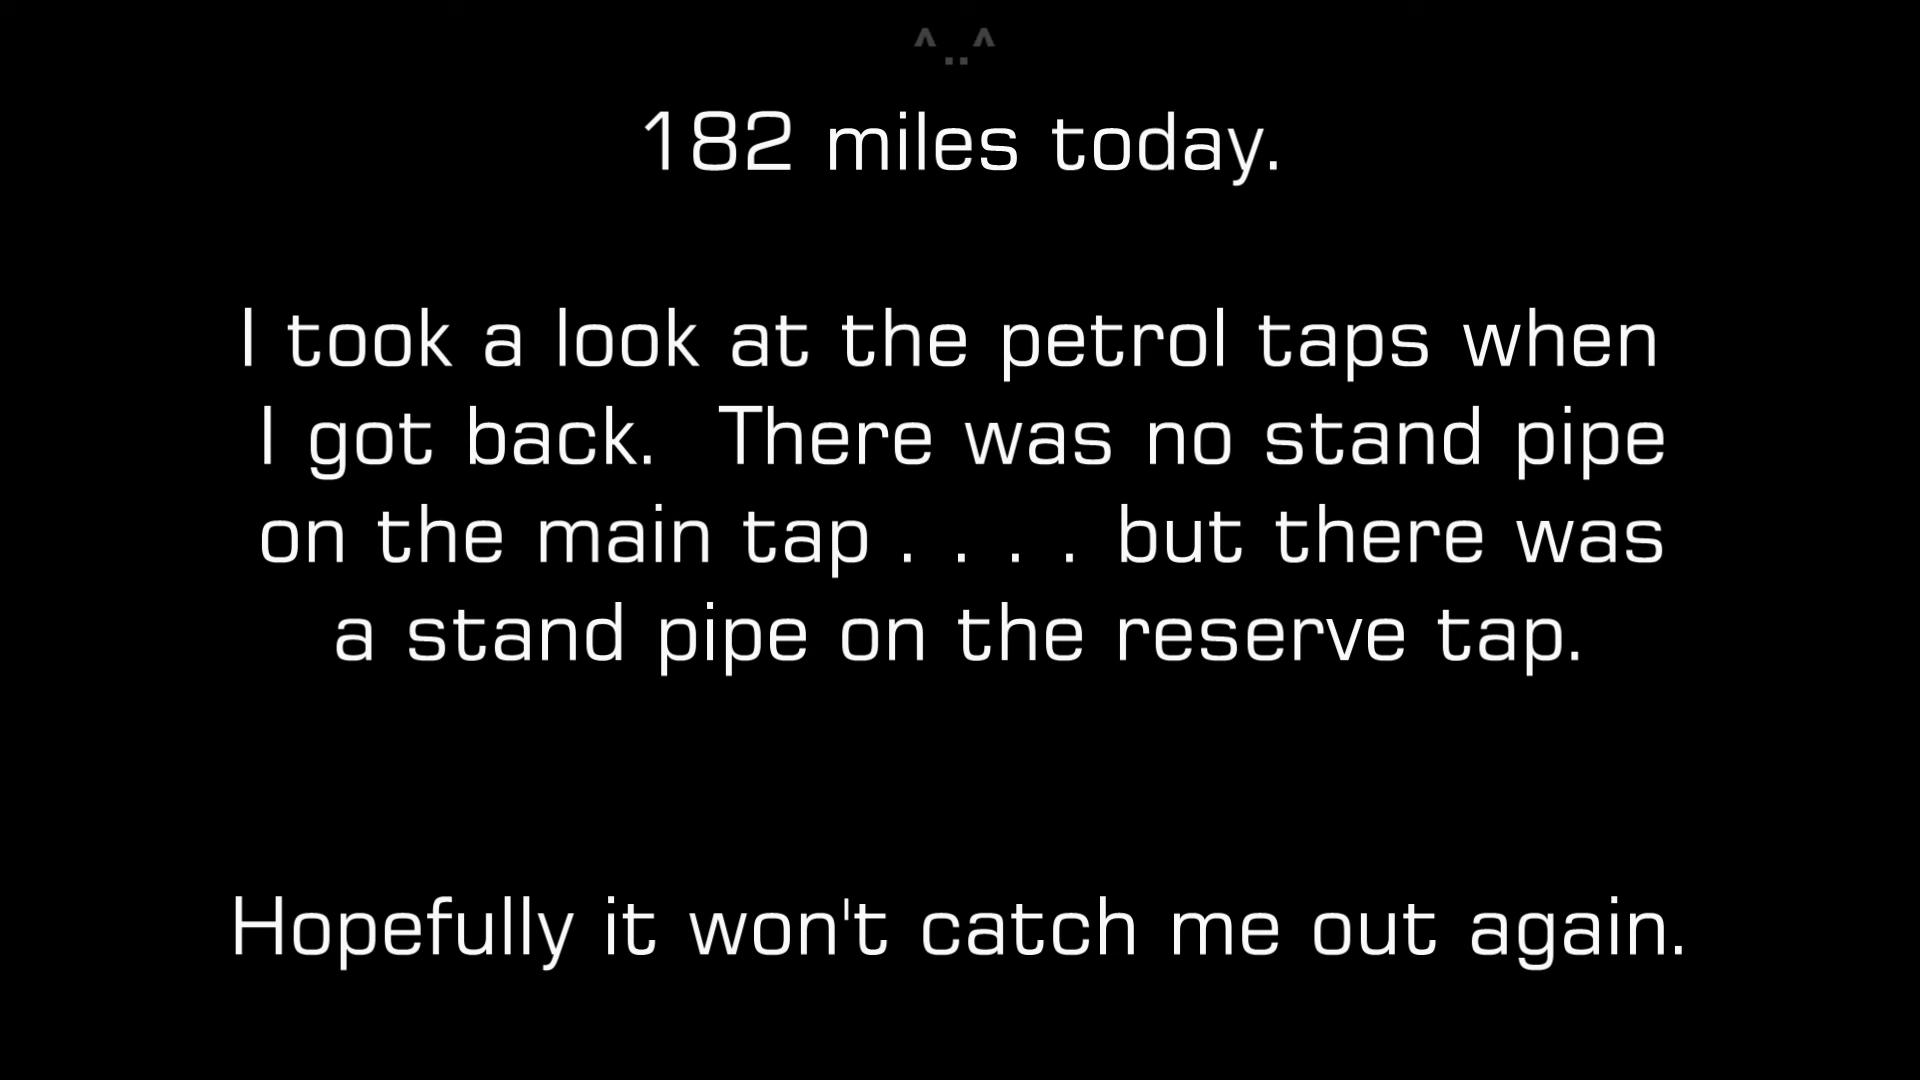 ^..^
182 miles today.
I took a look at the petrol taps when
I got back.  There was no stand pipe
on the main tap . . . . but there was
a stand pipe on the reserve tap.
Hopefully it won't catch me out again.